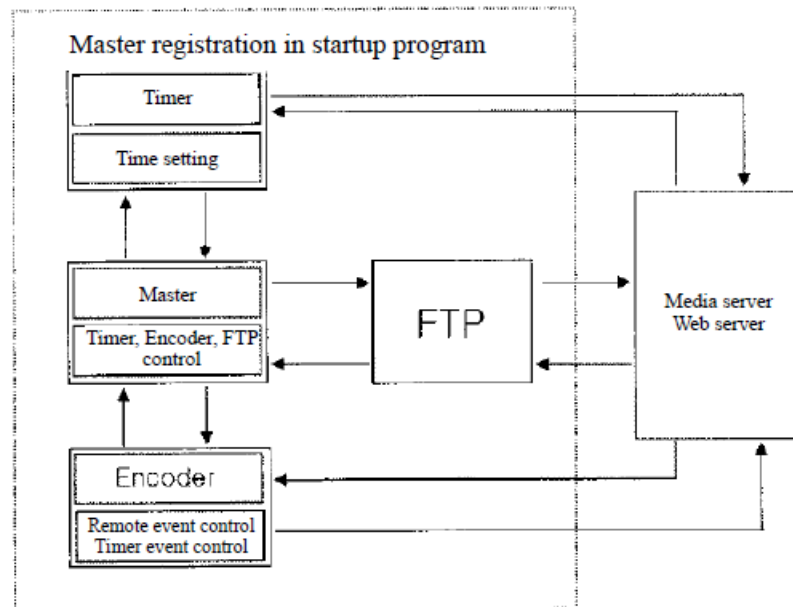 Master registration in startup program
Timer
Time setting
Master
Timer, Encoder, FTP
control
FTP
Media server
Web server
Encoder
Remote event control
Timer event control